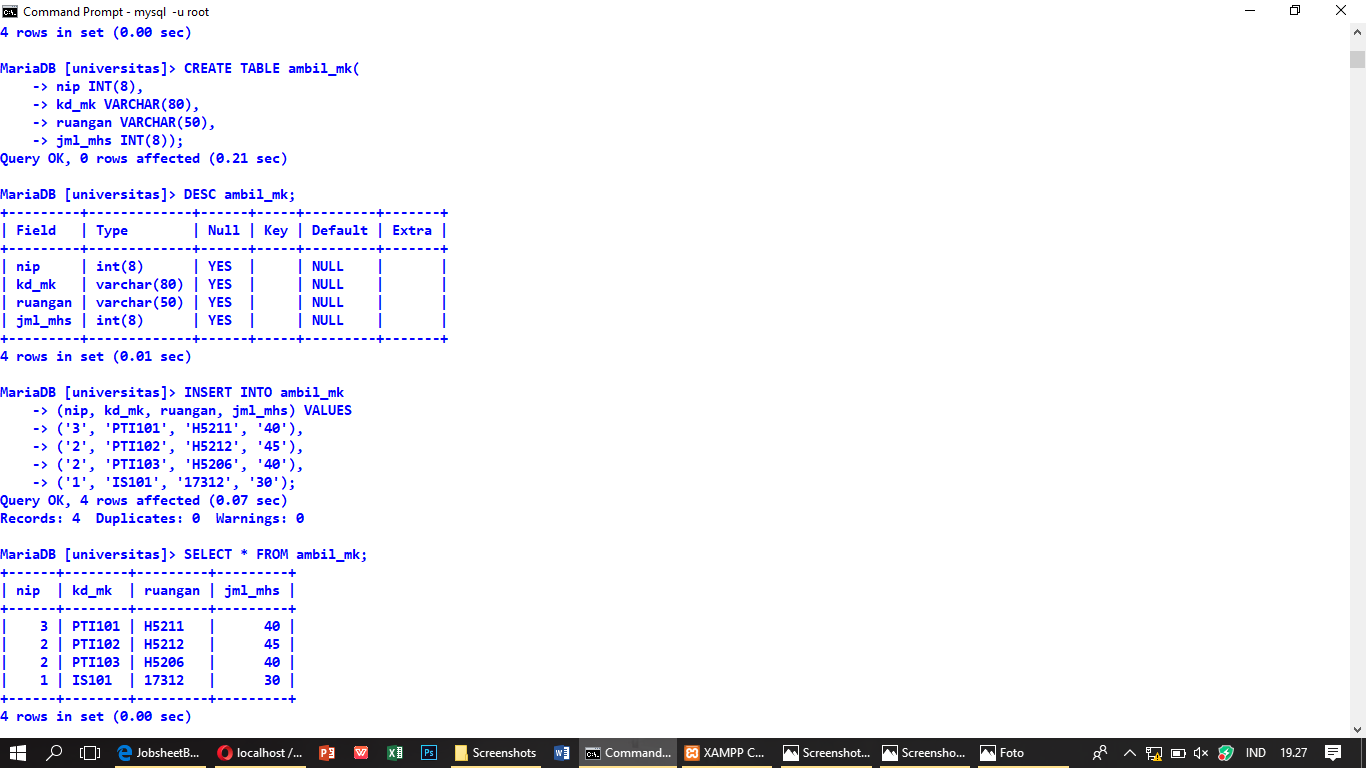 Command Prompt - mysql  -u root
4 rows in set (0.00 sec)
MariaDB [universitas]> CREATE TABLE ambil_mk(
    -> nip INT(8),
    -> kd_mk VARCHAR(80),
    -> ruangan VARCHAR(50),
    -> jml_mhs INT(8));
Query OK, 0 rows affected (0.21 sec)
MariaDB [universitas]> DESC ambil_mk;
+---------+-------------+------+-----+---------+-------+
| Field   | Type        | Null | Key | Default | Extra |
+---------+-------------+------+-----+---------+-------+
| nip     | int(8)      | YES  |     | NULL    |       |
| kd_mk   | varchar(80) | YES  |     | NULL    |       |
| ruangan | varchar(50) | YES  |     | NULL    |       |
| jml_mhs | int(8)      | YES  |     | NULL    |       |
+---------+-------------+------+-----+---------+-------+
4 rows in set (0.01 sec)
MariaDB [universitas]> INSERT INTO ambil_mk
    -> (nip, kd_mk, ruangan, jml_mhs) VALUES
    -> ('3', 'PTI101', 'H5211', '40'),
    -> ('2', 'PTI102', 'H5212', '45'),
    -> ('2', 'PTI103', 'H5206', '40'),
    -> ('1', 'IS101', '17312', '30');
Query OK, 4 rows affected (0.07 sec)
Records: 4  Duplicates: 0  Warnings: 0
MariaDB [universitas]> SELECT * FROM ambil_mk;
+------+--------+---------+---------+
| nip  | kd_mk  | ruangan | jml_mhs |
+------+--------+---------+---------+
|    3 | PTI101 | H5211   |      40 |
|    2 | PTI102 | H5212   |      45 |
|    2 | PTI103 | H5206   |      40 |
|    1 | IS101  | 17312   |      30 |
+------+--------+---------+---------+
4 rows in set (0.00 sec)
JobsheetB... localhost /... Screenshots Command... XAMPP C... Screenshot... Screensho... Foto IND 19.27